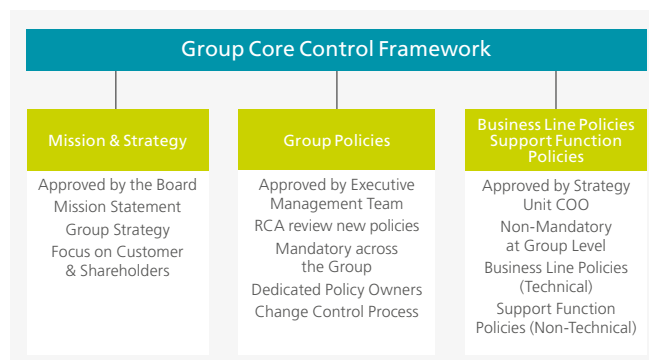 Group Core Control Framework
Mission & Strategy
Approved by the Board
Mission Statement
Group Strategy
Focus on Customer
& Shareholders
Group Policies
Approved by Executive
Management Team
RCA review new policies
Mandatory across
the Group
Dedicated Policy Owners
Change Control Process
Business Line Policies
Support Function
Policies
Approved by Strategy
Unit COO
Non-Mandatory
at Group Level
Business Line Policies
(Technical)
Support Function
Policies (Non-Technical)